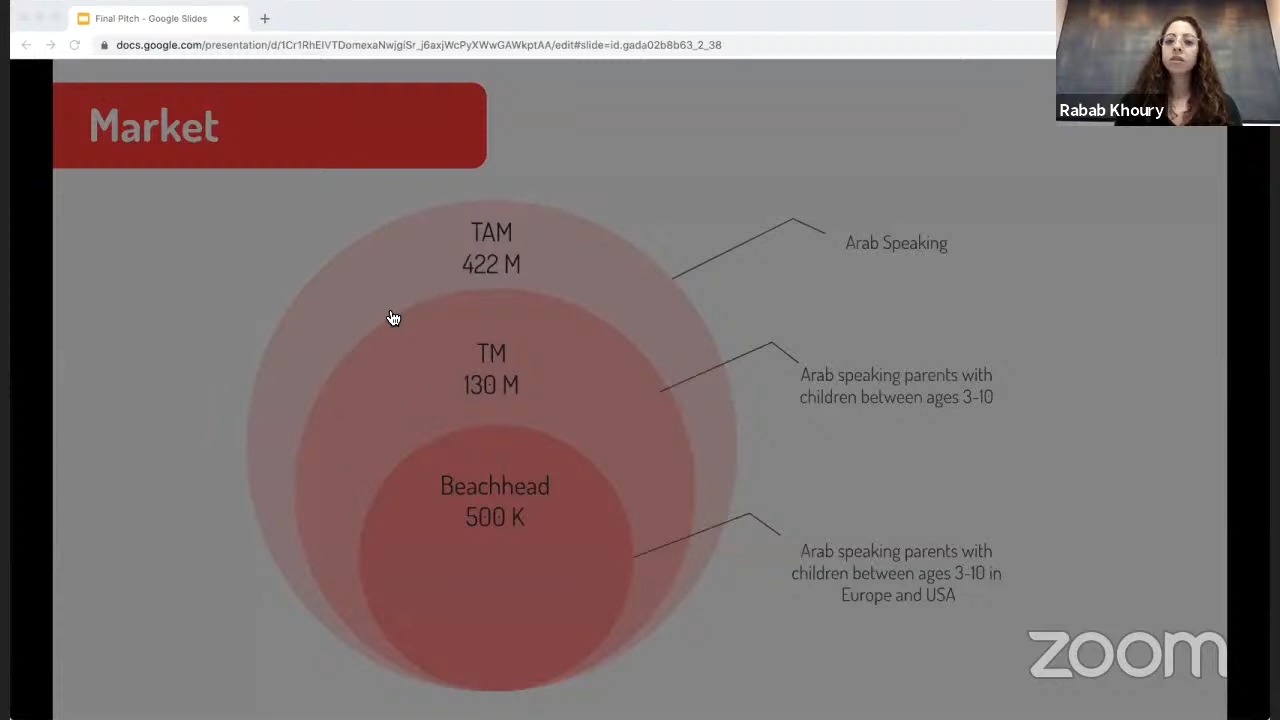 Final Pitch - Google Slides
docs.google.com/presentation/d/1Cr1RhEIVTDomexaNwjgiSr_j6axjWcPyXWwGAWkptAA/edit#slide=id.gada02b8b63_2_38
Rabab Khoury
Market
TAM
422 M
Arab Speaking
TM
130 M
Arab speaking parents with
children between ages 3-10
Beachhead
500 K
Arab speaking parents with
children between ages 3-10 in
Europe and USA
zoom